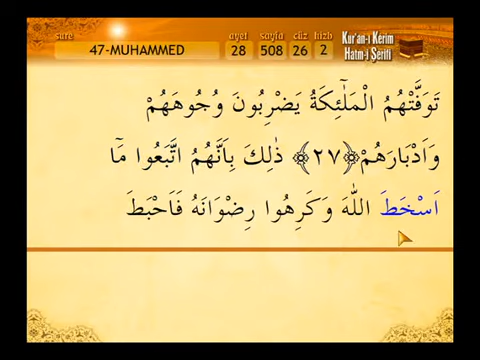 sûre
ayet
sayfa
cüz
hizb
47-MUHAMMED
28
508
26
2
Kur'an-ı Kerim
Hatm-i Şerifi
تَوَفَّتْهُمُ الْمَلٰٓئِكَةُ يَضْرِبُونَ وُجُوهَهُمْ
وَاَدْبَارَهُمْ ﴿٢٧﴾ ذٰلِكَ بِاَنَّهُمُ اتَّبَعُوا مَٓا
اَسْخَطَ اللّٰهَ وَكَرِهُوا رِضْوَانَهُ فَاَحْبَطَ